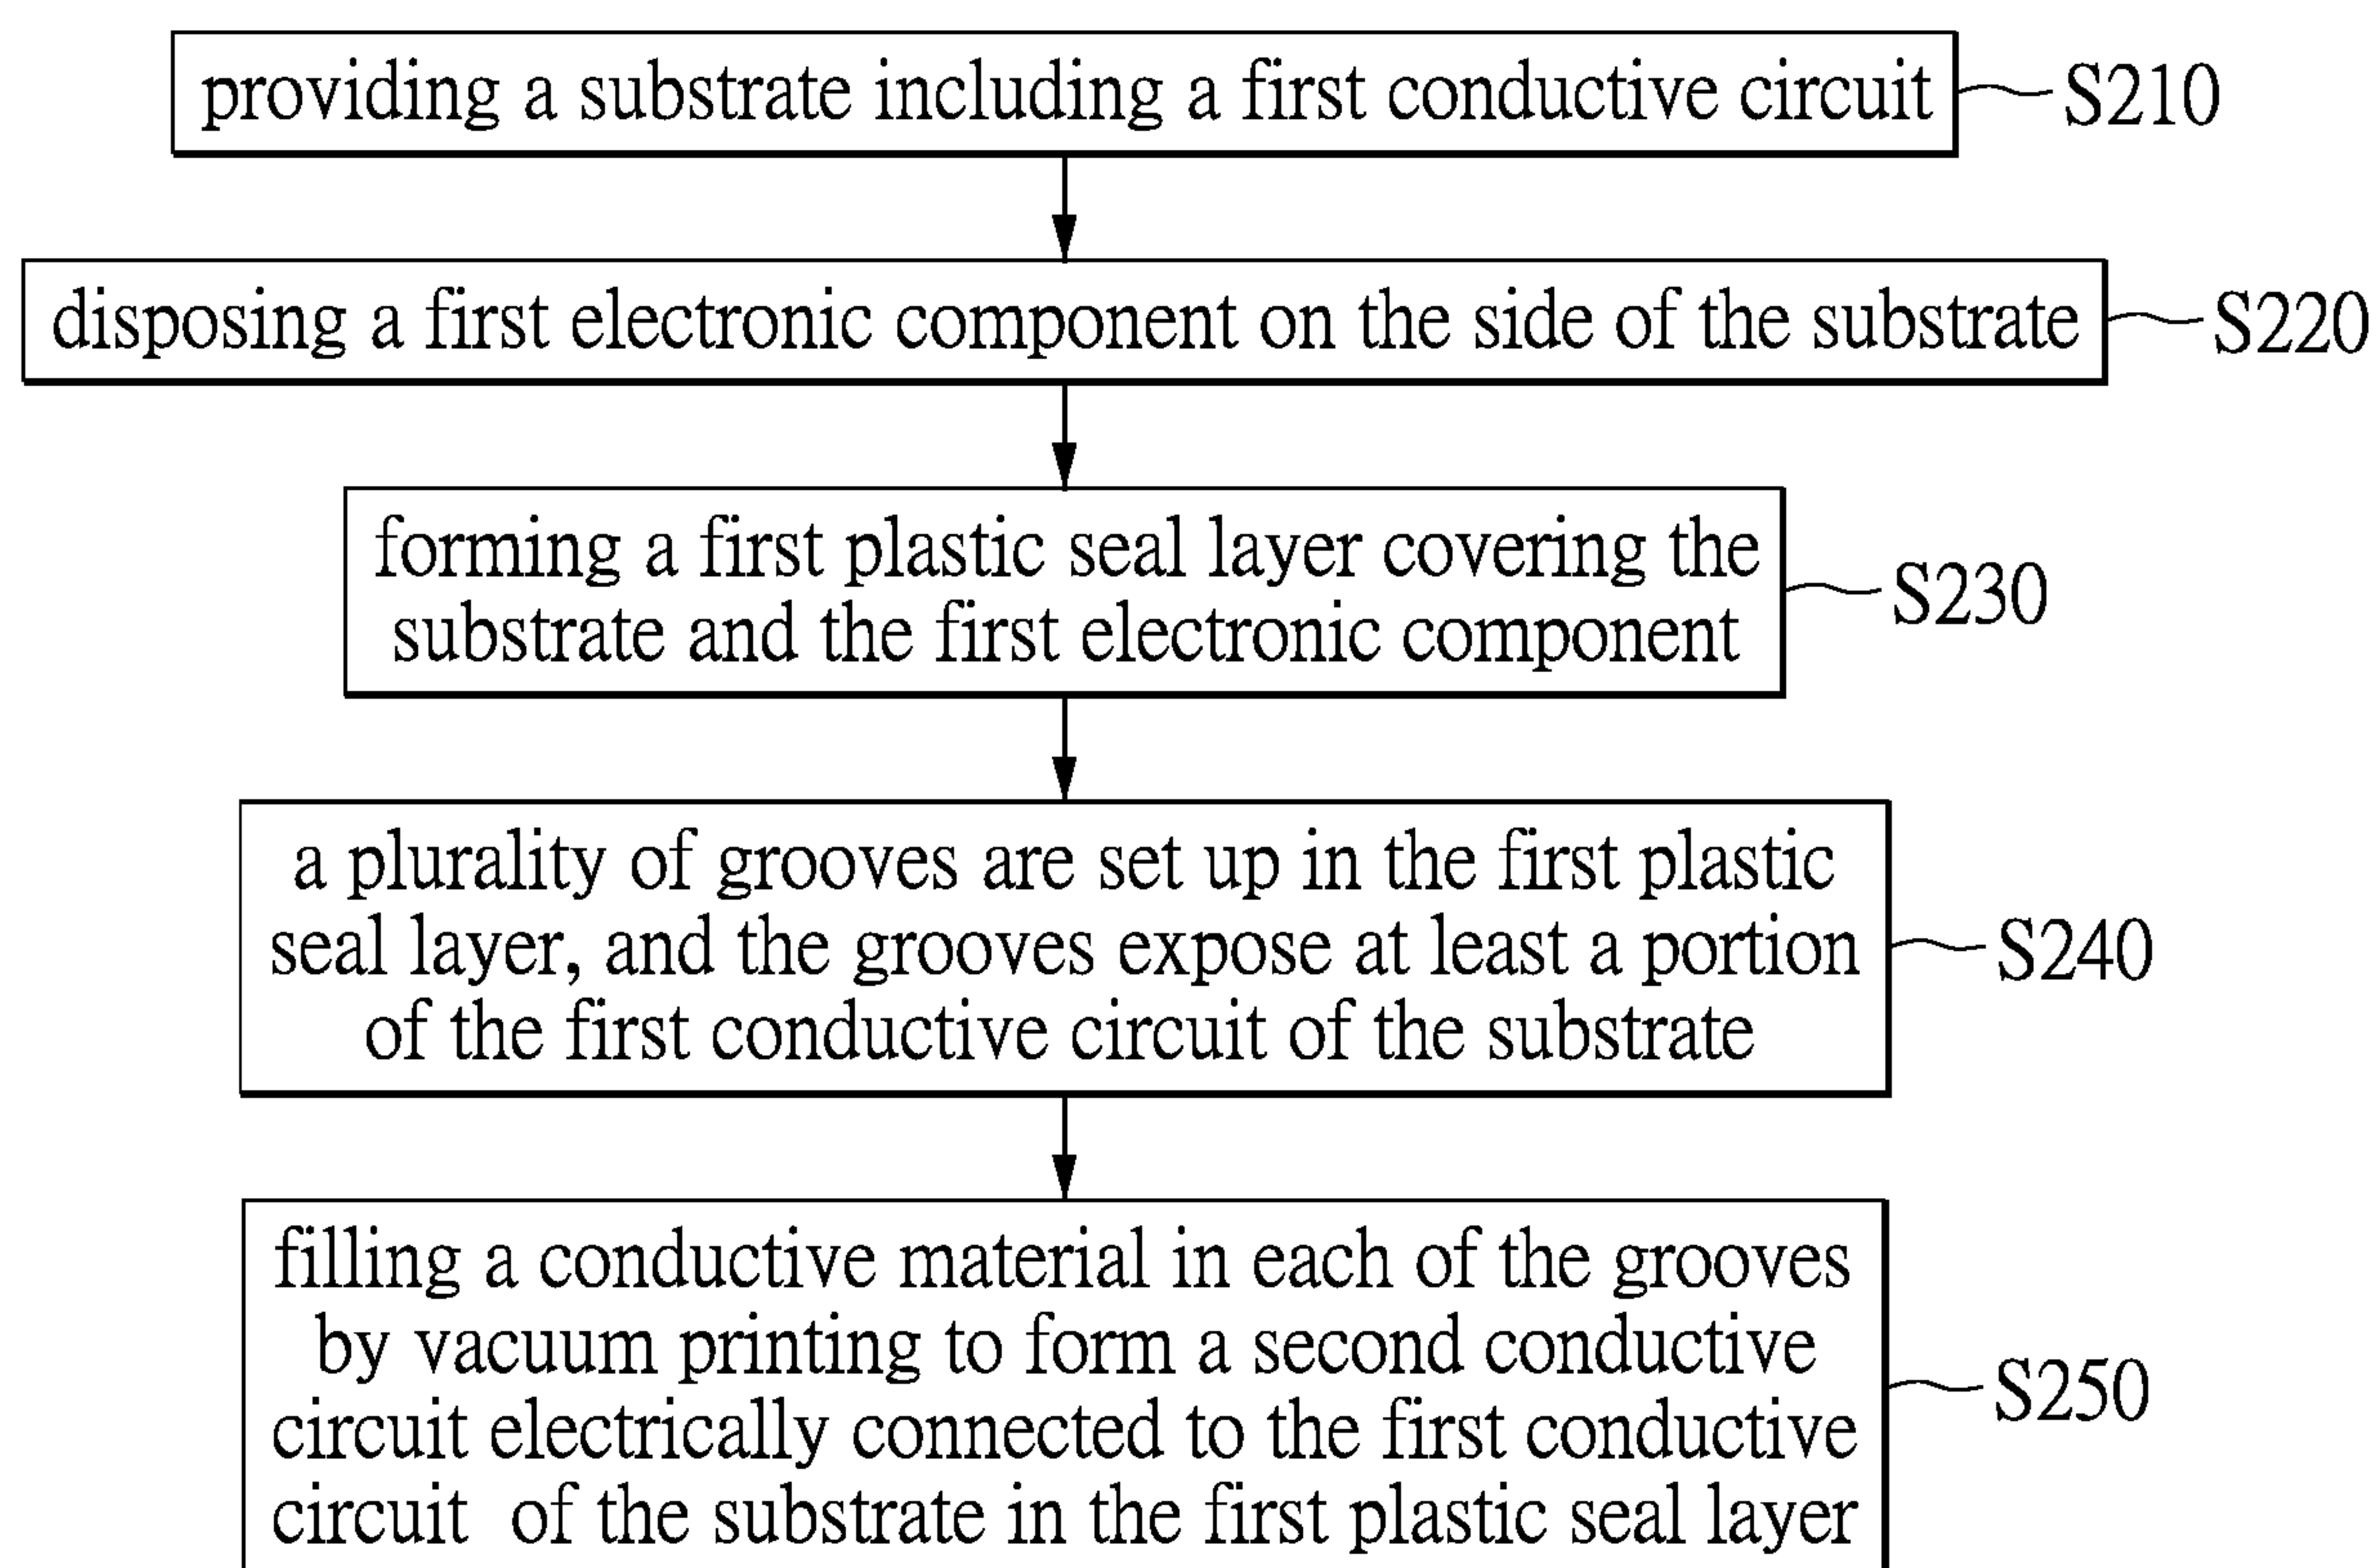 providing a substrate including a first conductive circuit
S210
disposing a first electronic component on the side of the substrate
S220
forming a first plastic seal layer covering the
substrate and the first electronic component
S230
a plurality of grooves are set up in the first plastic
seal layer, and the grooves expose at least a portion
of the first conductive circuit of the substrate
S240
filling a conductive material in each of the grooves
by vacuum printing to form a second conductive
circuit electrically connected to the first conductive
circuit of the substrate in the first plastic seal layer
S250